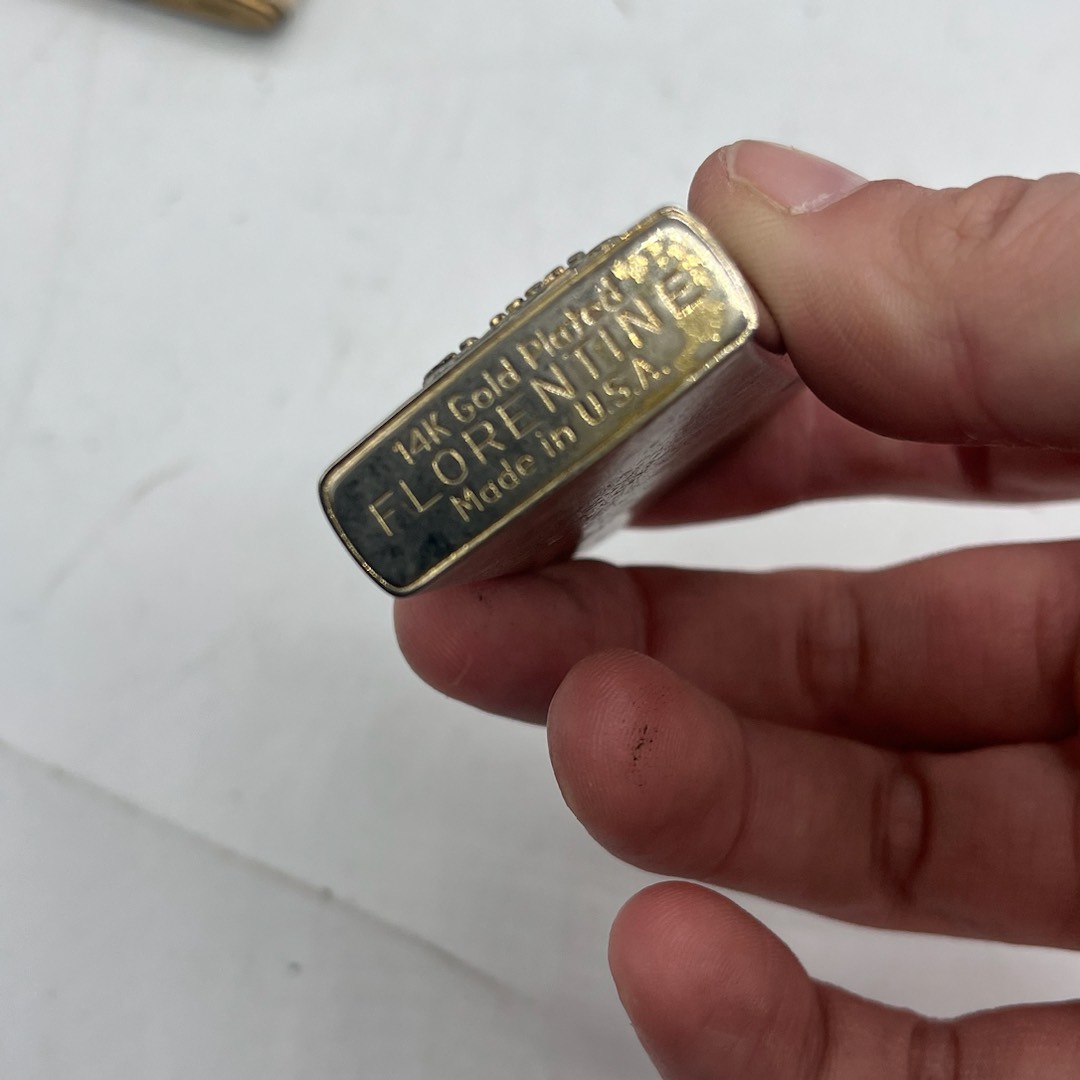 14K Gold Plated
FLORENTINE
Made in U.S.A.